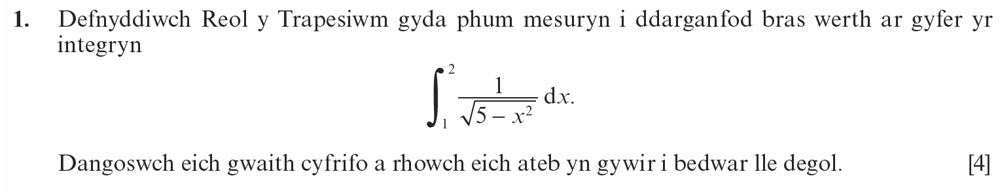 1. Defnyddiwch Reol y Trapesiwm gyda phum mesuryn i ddarganfod bras werth ar gyfer yr
integryn
∫₁² 1/√(5 – x²) dx.
Dangoswch eich gwaith cyfrifo a rhowch eich ateb yn gywir i bedwar lle degol. [4]